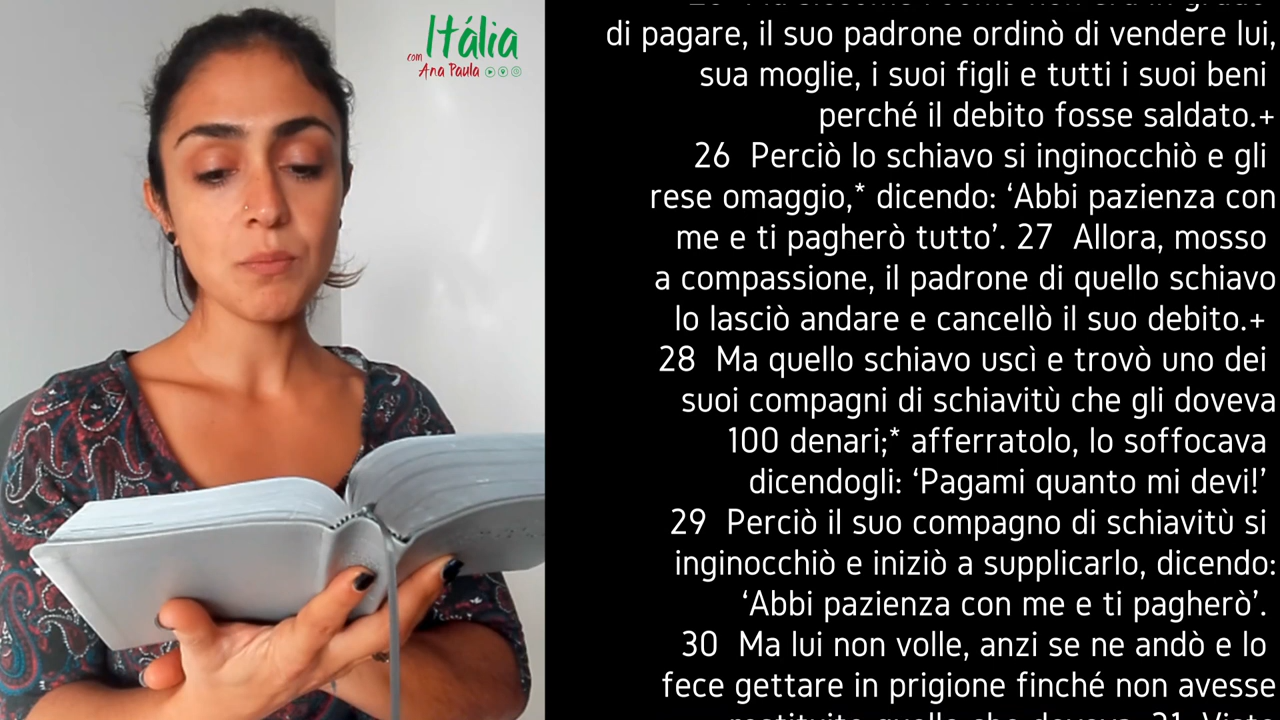 Itália
com
Ana Paula
di pagare, il suo padrone ordinò di vendere lui,
sua moglie, i suoi figli e tutti i suoi beni
perché il debito fosse saldato.+
26 Perciò lo schiavo si inginocchiò e gli
rese omaggio,* dicendo: ‘Abbi pazienza con
me e ti pagherò tutto’. 27 Allora, mosso
a compassione, il padrone di quello schiavo
lo lasciò andare e cancellò il suo debito.+
28 Ma quello schiavo uscì e trovò uno dei
suoi compagni di schiavitù che gli doveva
100 denari;* afferratolo, lo soffocava
dicendogli: ‘Pagami quanto mi devi!’
29 Perciò il suo compagno di schiavitù si
inginocchiò e iniziò a supplicarlo, dicendo:
‘Abbi pazienza con me e ti pagherò’.
30 Ma lui non volle, anzi se ne andò e lo
fece gettare in prigione finché non avesse